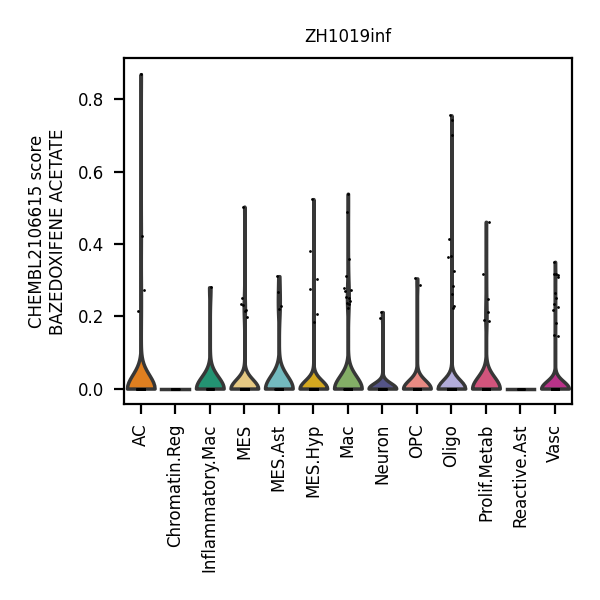 ZH1019inf
CHEMBL2106615 score
BAZEDOXIFENE ACETATE
0.8
0.6
0.4
0.2
0.0
AC
Chromatin.Reg
Inflammatory.Mac
MES
MES.Ast
MES.Hyp
Mac
Neuron
OPC
Oligo
Prolif.Metab
Reactive.Ast
Vasc